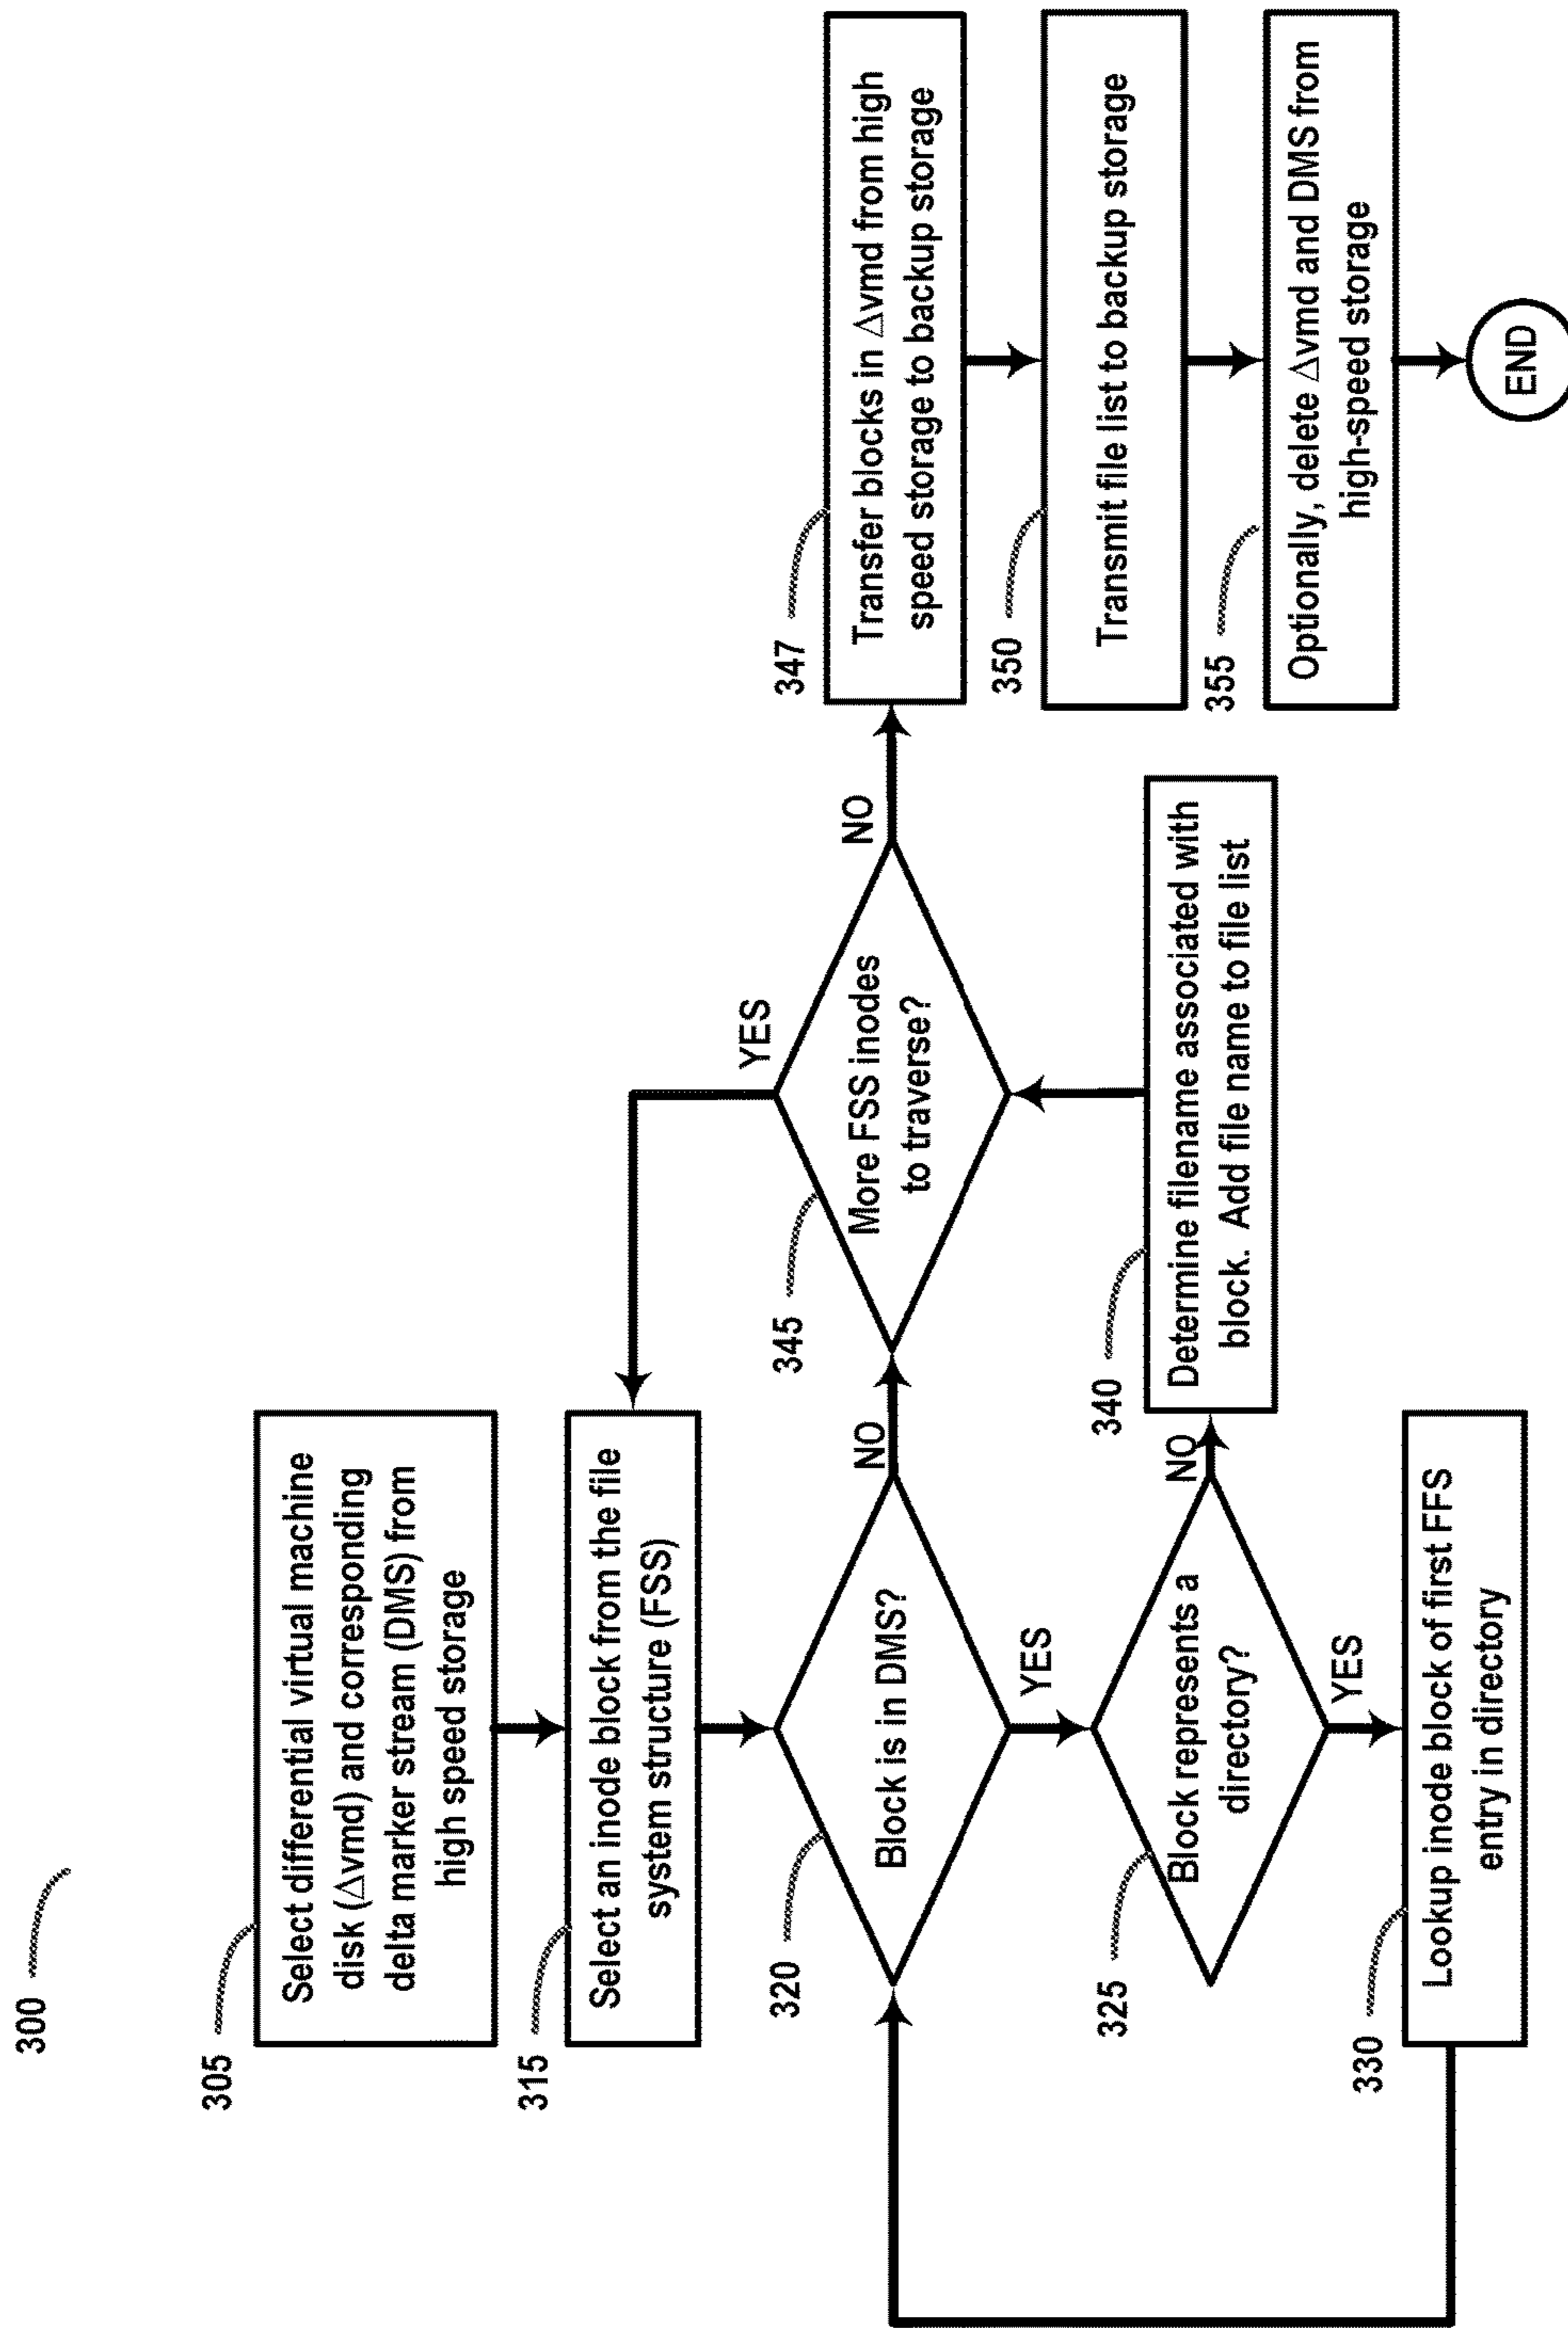 300
305
Select differential virtual machine
disk (△vmd) and corresponding
delta marker stream (DMS) from
high speed storage
315
Select an inode block from the file
system structure (FSS)
320
Block is in DMS?
NO
YES
325
Block represents a
directory?
NO
YES
330
Lookup inode block of first FFS
entry in directory
340
Determine filename associated with
block. Add file name to file list
345
More FSS inodes
to traverse?
YES
NO
347
Transfer blocks in △vmd from high
speed storage to backup storage
350
Transmit file list to backup storage
355
Optionally, delete △vmd and DMS from
high-speed storage
END